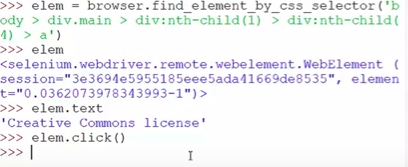 >>> elem = browser.find_element_by_css_selector('b
ody > div.main > div:nth-child(1) > div:nth-child(
4) > a')
>>> elem
<selenium.webdriver.remote.webelement.WebElement (
session="3e3694e5955185eee5ada41669de8535", elemen
t="0.0362073978343993-1")>
>>> elem.text
'Creative Commons license'
>>> elem.click()
>>>